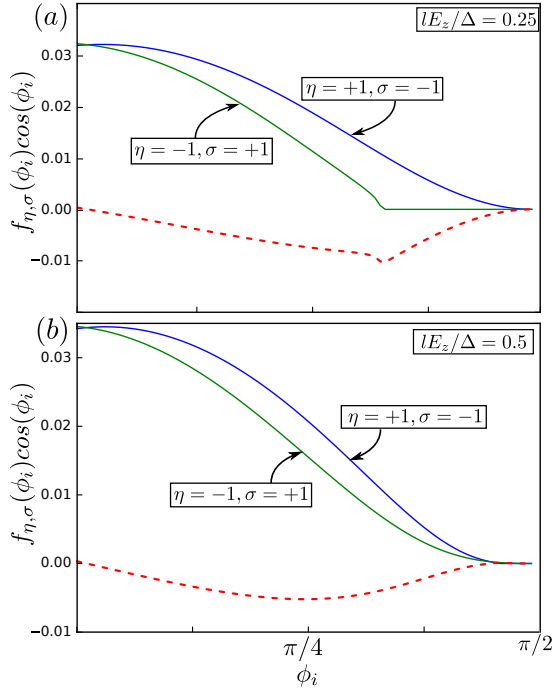 (a)
lE_z/Δ = 0.25
0.03
η = +1, σ = −1
0.02
η = −1, σ = +1
0.01
0.00
−0.01
f_{η,σ}(ϕ_i)cos(ϕ_i)
(b)
lE_z/Δ = 0.5
0.03
η = +1, σ = −1
0.02
η = −1, σ = +1
0.01
0.00
−0.01
f_{η,σ}(ϕ_i)cos(ϕ_i)
π/4
π/2
ϕ_i